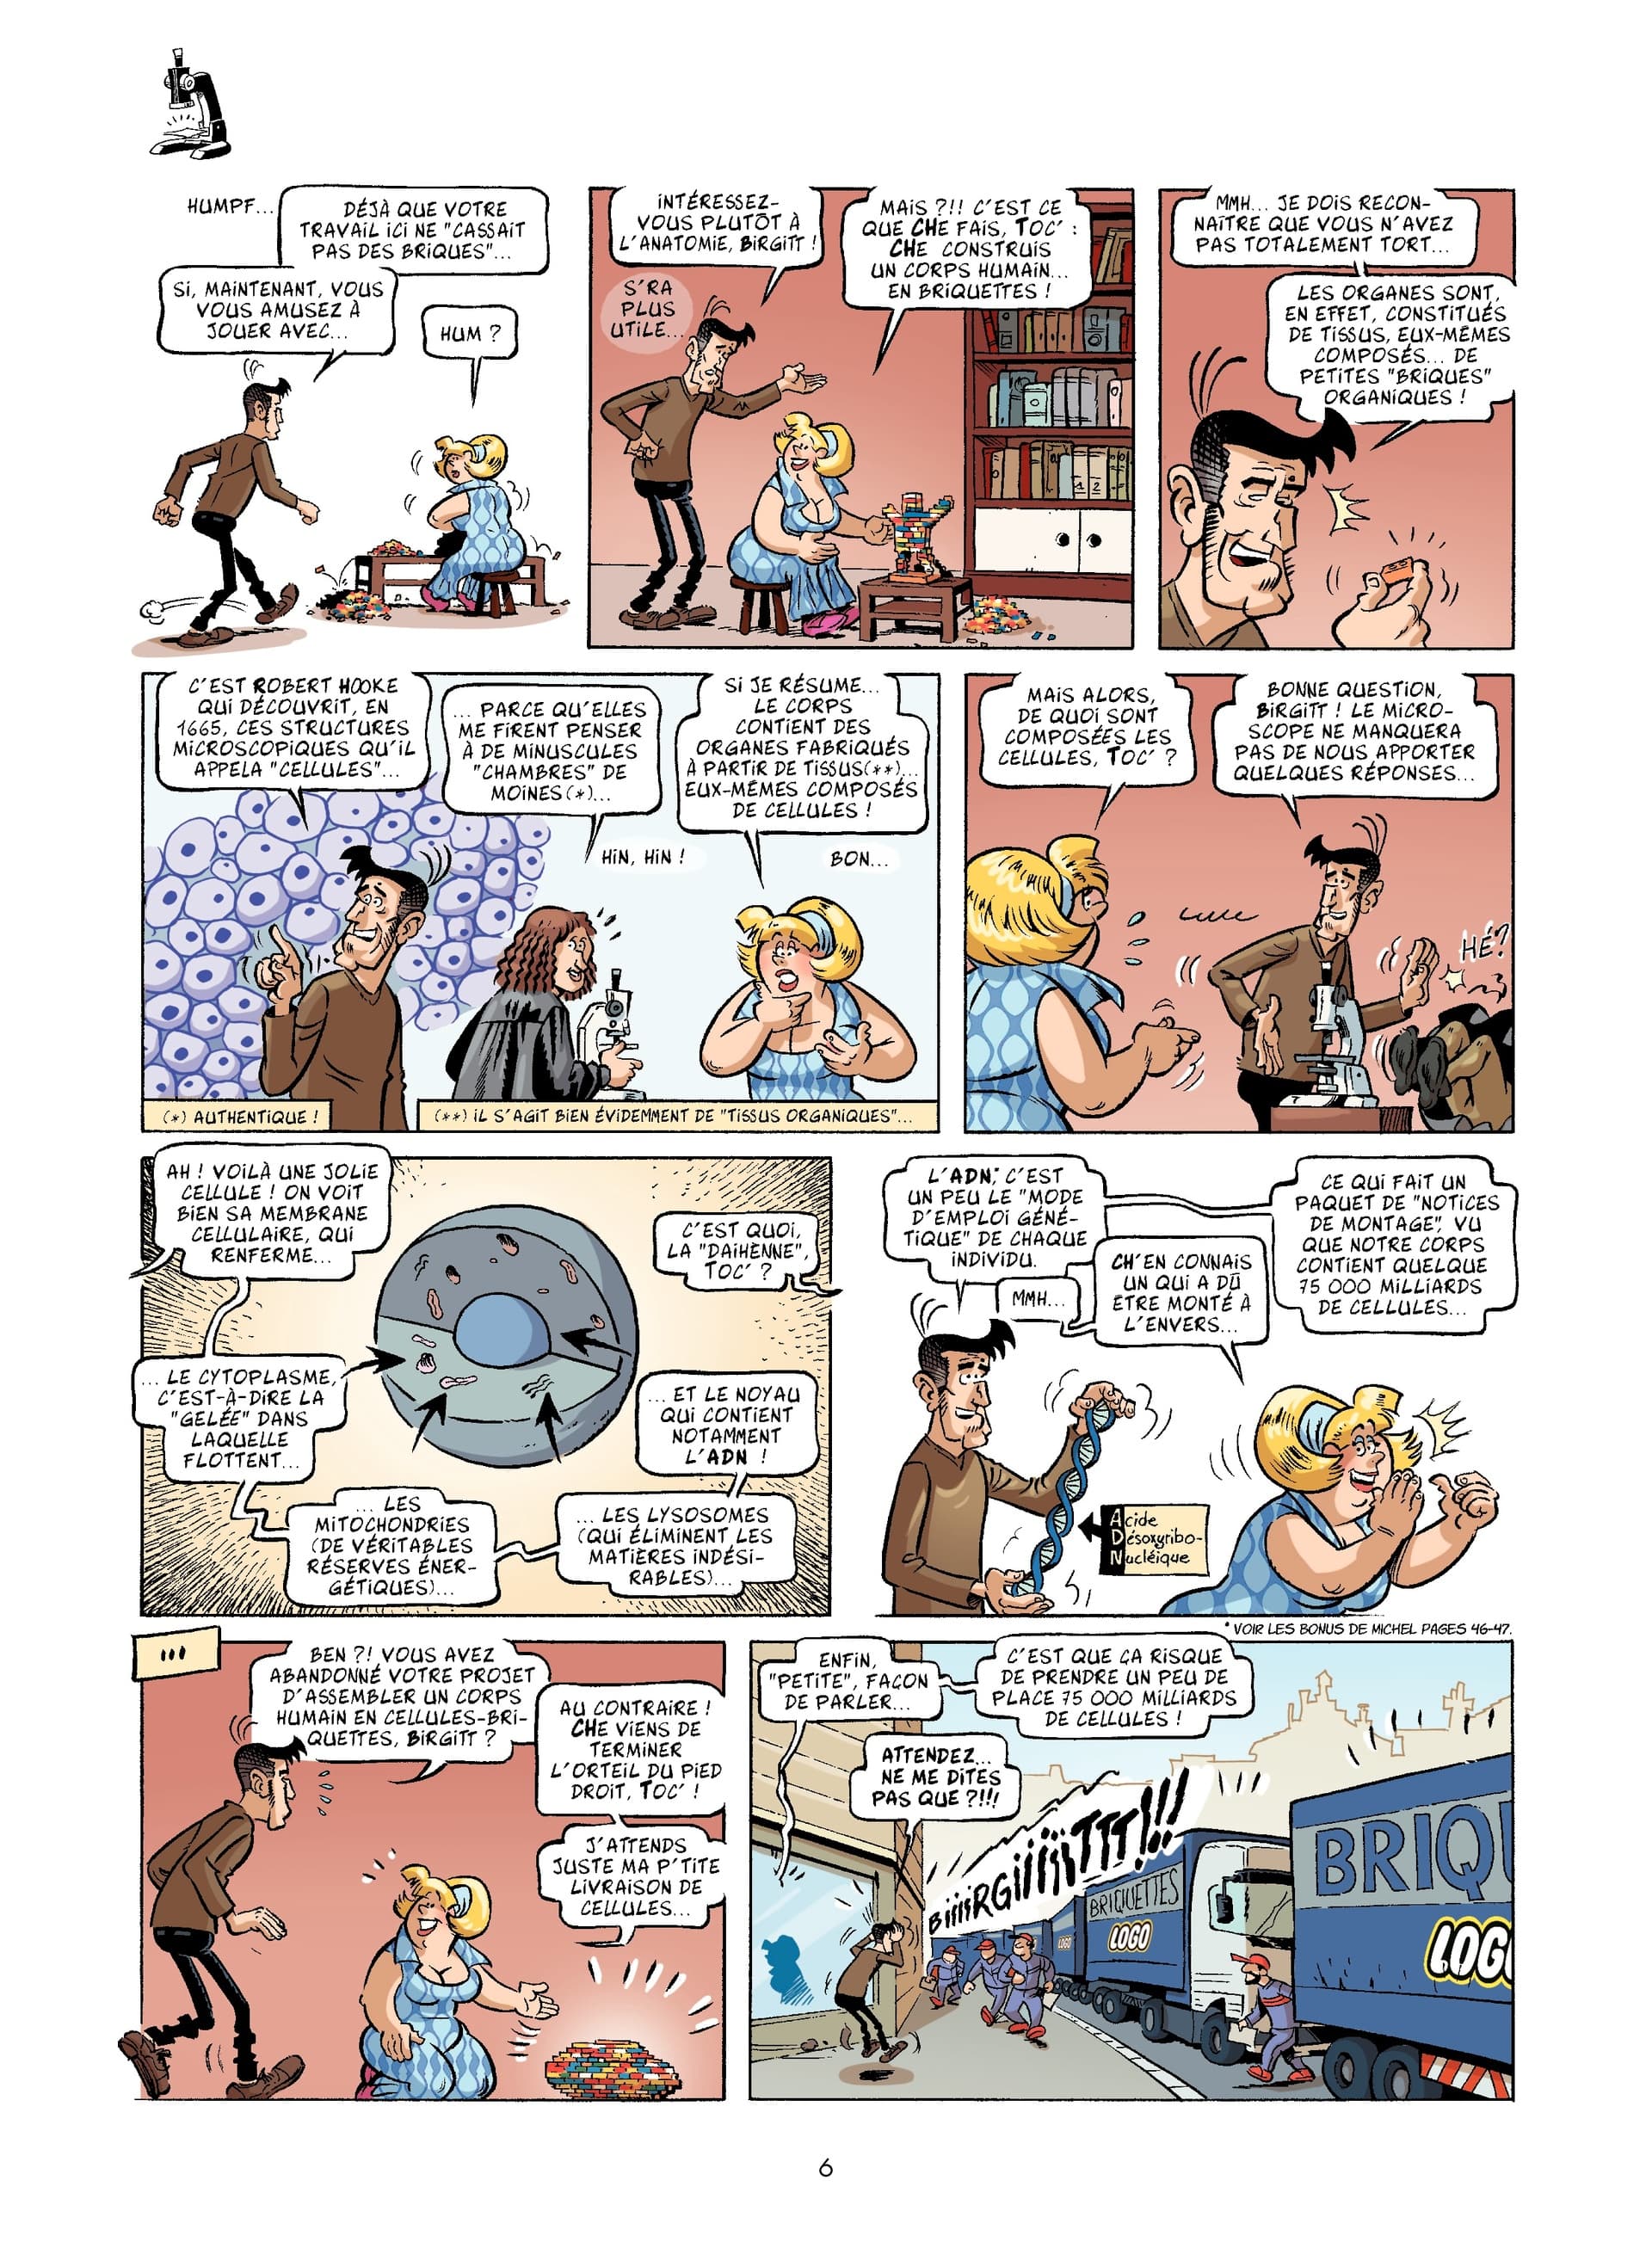 HUMPF...
DÉJÀ QUE VOTRE
TRAVAIL ICI NE "CASSAIT
PAS DES BRIQUES"...
SI, MAINTENANT, VOUS
VOUS AMUSEZ À
JOUER AVEC...
HUM ?
INTÉRESSEZ-
VOUS PLUTÔT À
L'ANATOMIE, BIRGITT !
S'RA
PLUS
UTILE...
MAIS ?!! C'EST CE
QUE CHE FAIS, TOC' :
CHE CONSTRUIS
UN CORPS HUMAIN...
EN BRIQUETTES !
MMH... JE DOIS RECON-
NAÎTRE QUE VOUS N'AVEZ
PAS TOTALEMENT TORT...
LES ORGANES SONT,
EN EFFET, CONSTITUÉS
DE TISSUS, EUX-MÊMES
COMPOSÉS... DE
PETITES "BRIQUES"
ORGANIQUES !
C'EST ROBERT HOOKE
QUI DÉCOUVRIT, EN
1665, CES STRUCTURES
MICROSCOPIQUES QU'IL
APPELA "CELLULES"...
... PARCE QU'ELLES
ME FIRENT PENSER
À DE MINUSCULES
"CHAMBRES" DE
MOINES(*)...
HIN, HIN !
SI JE RÉSUME...
LE CORPS
CONTIENT DES
ORGANES FABRIQUÉS
À PARTIR DE TISSUS(**)...
EUX-MÊMES COMPOSÉS
DE CELLULES !
BON...
(*) AUTHENTIQUE !
(**) IL S'AGIT BIEN ÉVIDEMMENT DE "TISSUS ORGANIQUES"...
MAIS ALORS,
DE QUOI SONT
COMPOSÉES LES
CELLULES, TOC' ?
BONNE QUESTION,
BIRGITT ! LE MICRO-
SCOPE NE MANQUERA
PAS DE NOUS APPORTER
QUELQUES RÉPONSES...
HÉ?
AH ! VOILÀ UNE JOLIE
CELLULE ! ON VOIT
BIEN SA MEMBRANE
CELLULAIRE, QUI
RENFERME...
... LE CYTOPLASME,
C'EST-À-DIRE LA
"GELÉE" DANS
LAQUELLE
FLOTTENT...
... LES
MITOCHONDRIES
(DE VÉRITABLES
RÉSERVES ÉNER-
GÉTIQUES)...
... LES LYSOSOMES
(QUI ÉLIMINENT LES
MATIÈRES INDÉSI-
RABLES)...
... ET LE NOYAU
QUI CONTIENT
NOTAMMENT
L'ADN !
C'EST QUOI,
LA "DAIHENNE",
TOC' ?
L'ADN*, C'EST
UN PEU LE "MODE
D'EMPLOI GÉNÉ-
TIQUE" DE CHAQUE
INDIVIDU.
CE QUI FAIT UN
PAQUET DE "NOTICES
DE MONTAGE", VU
QUE NOTRE CORPS
CONTIENT QUELQUE
75 000 MILLIARDS
DE CELLULES...
MMH...
CH'EN CONNAIS
UN QUI A DÛ
ÊTRE MONTÉ À
L'ENVERS...
Acide
Désoxyribo-
Nucléique
* VOIR LES BONUS DE MICHEL PAGES 46-47.
...
BEN ?! VOUS AVEZ
ABANDONNÉ VOTRE PROJET
D'ASSEMBLER UN CORPS
HUMAIN EN CELLULES-BRI-
QUETTES, BIRGITT ?
AU CONTRAIRE !
CHE VIENS DE
TERMINER
L'ORTEIL DU PIED
DROIT, TOC' !
J'ATTENDS
JUSTE MA P'TITE
LIVRAISON DE
CELLULES...
ENFIN,
"PETITE", FAÇON
DE PARLER...
C'EST QUE ÇA RISQUE
DE PRENDRE UN PEU DE
PLACE 75 000 MILLIARDS
DE CELLULES !
ATTENDEZ...
NE ME DITES
PAS QUE ?!!!
BIIIIRGIIIIIITTT!!!
BRIQUETTES
LOGO
LOGO
BRIQU
LOG
6